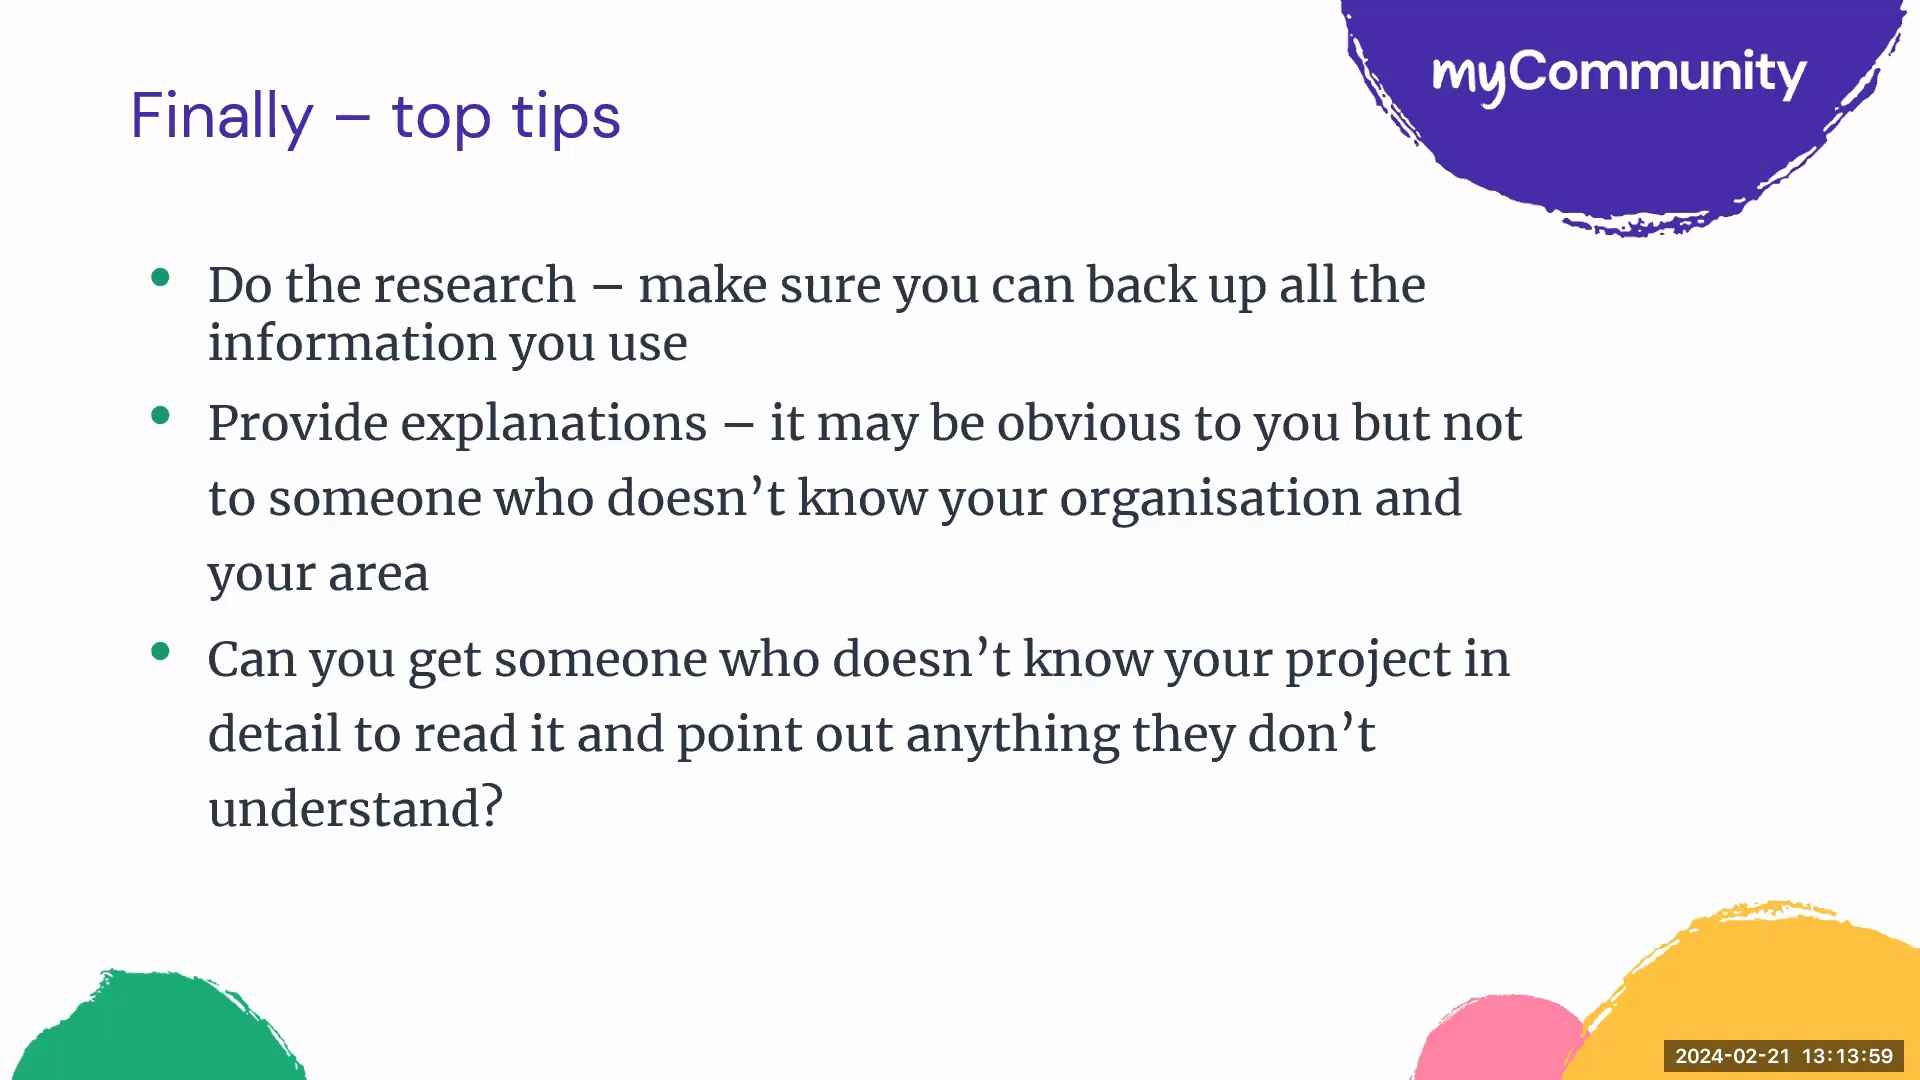 myCommunity
Finally – top tips
• Do the research – make sure you can back up all the
information you use
• Provide explanations – it may be obvious to you but not
to someone who doesn’t know your organisation and
your area
• Can you get someone who doesn’t know your project in
detail to read it and point out anything they don’t
understand?
2024-02-21 13:13:59